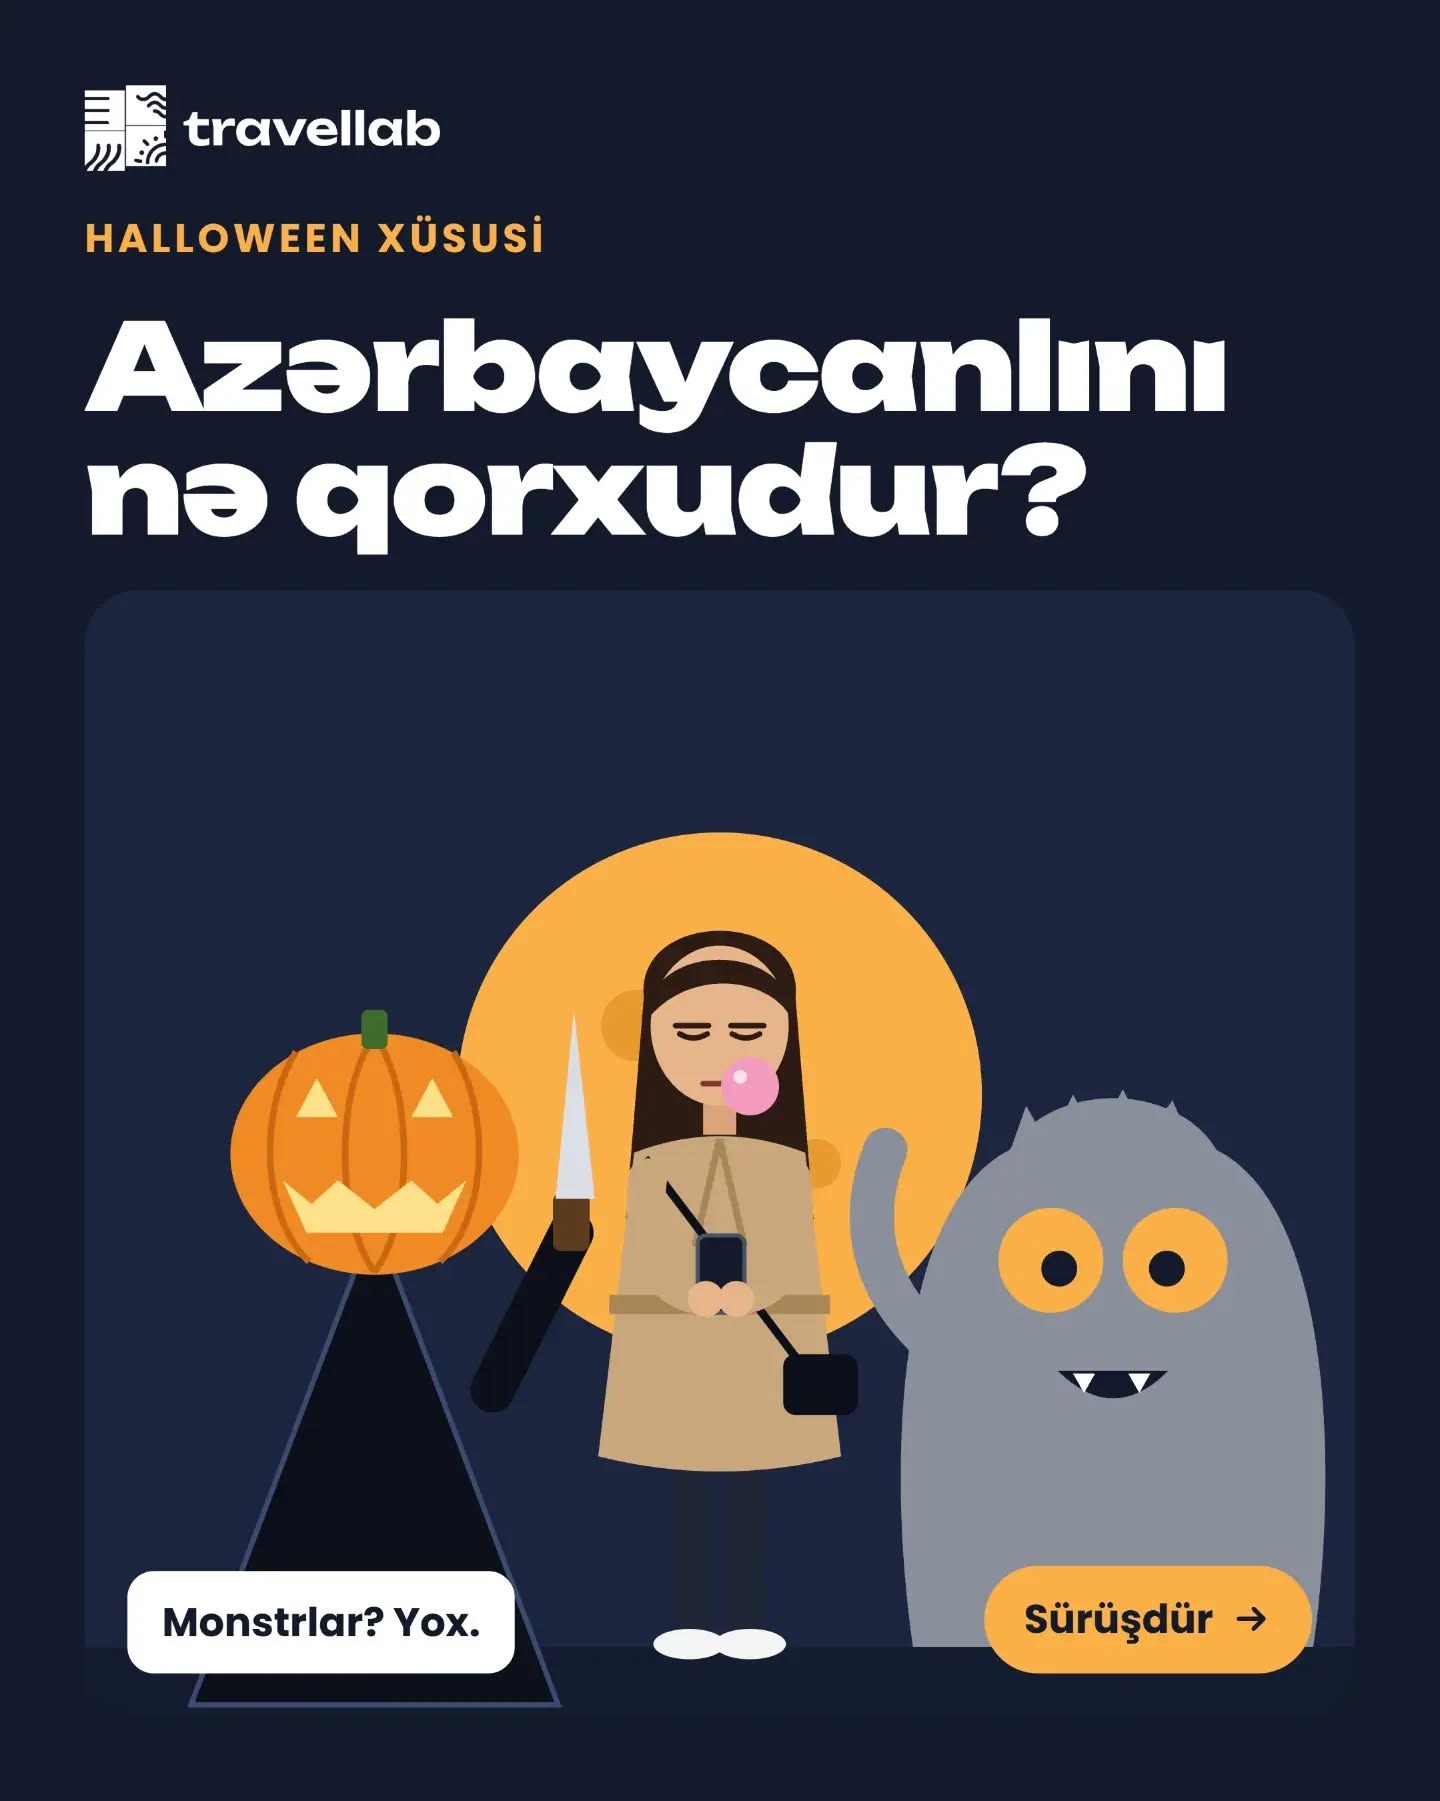 travellab
HALLOWEEN XÜSUSİ
Azərbaycanlını
nə qorxudur?
Monstrlar? Yox.
Sürüşdür →